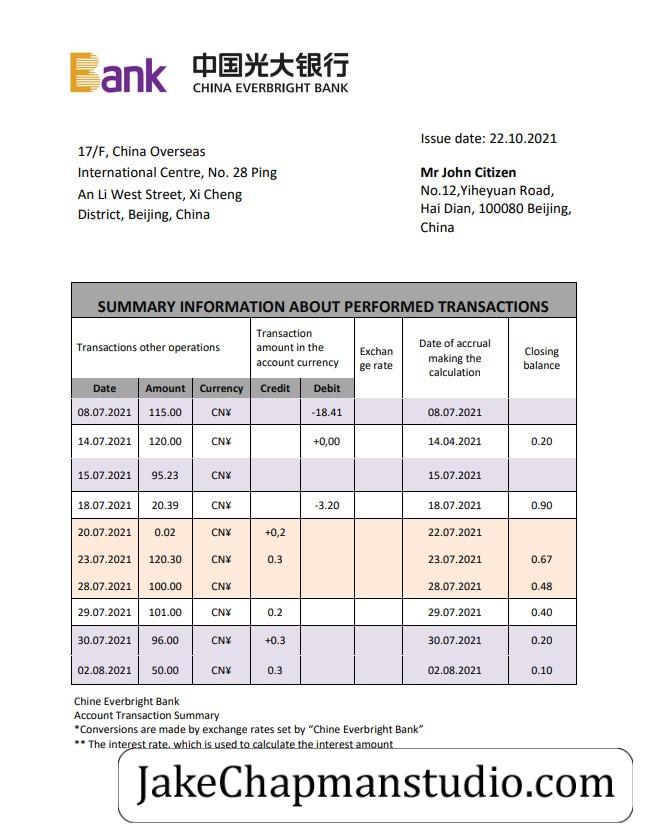 Bank 中国光大银行
CHINA EVERBRIGHT BANK
Issue date: 22.10.2021
17/F, China Overseas
International Centre, No. 28 Ping
An Li West Street, Xi Cheng
District, Beijing, China
Mr John Citizen
No.12,Yiheyuan Road,
Hai Dian, 100080 Beijing,
China
SUMMARY INFORMATION ABOUT PERFORMED TRANSACTIONS
Transactions other operations
Transaction
amount in the
account currency
Exchan
ge rate
Date of accrual
making the
calculation
Closing
balance
Date Amount Currency Credit Debit
08.07.2021 115.00 CN¥ -18.41 08.07.2021
14.07.2021 120.00 CN¥ +0,00 14.04.2021 0.20
15.07.2021 95.23 CN¥ 15.07.2021
18.07.2021 20.39 CN¥ -3.20 18.07.2021 0.90
20.07.2021 0.02 CN¥ +0,2 22.07.2021
23.07.2021 120.30 CN¥ 0.3 23.07.2021 0.67
28.07.2021 100.00 CN¥ 28.07.2021 0.48
29.07.2021 101.00 CN¥ 0.2 29.07.2021 0.40
30.07.2021 96.00 CN¥ +0.3 30.07.2021 0.20
02.08.2021 50.00 CN¥ 0.3 02.08.2021 0.10
Chine Everbright Bank
Account Transaction Summary
*Conversions are made by exchange rates set by “Chine Everbright Bank”
** The interest rate, which is used to calculate the interest amount
JakeChapmanstudio.com